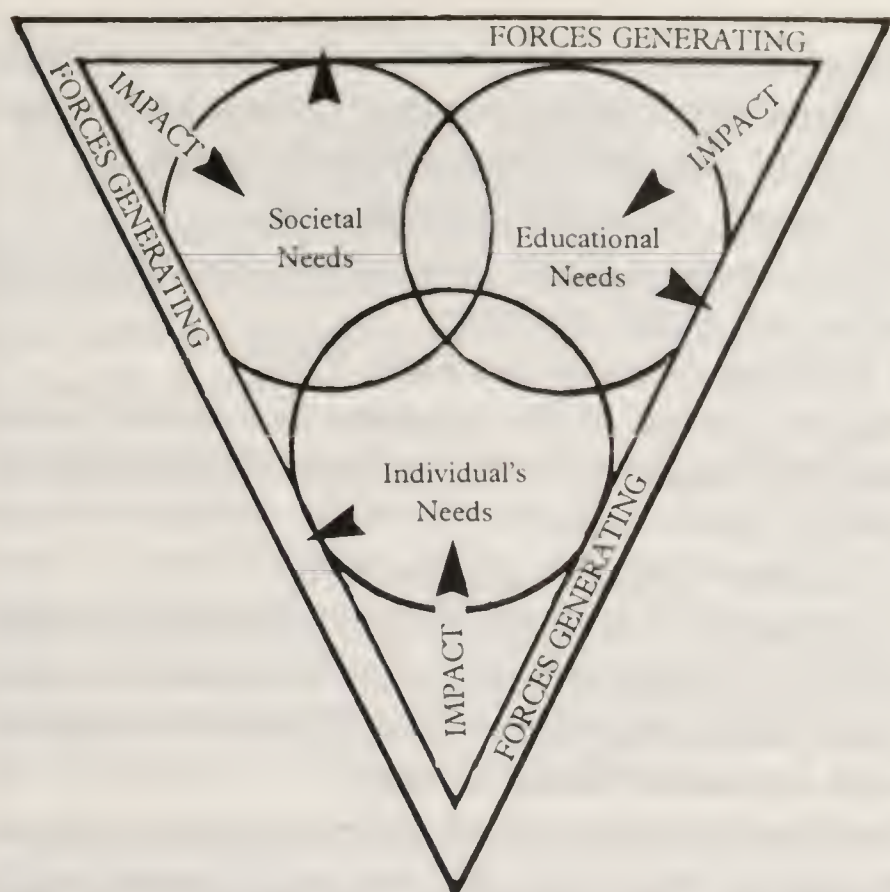 FORCES GENERATING
FORCES GENERATING
IMPACT
IMPACT
Societal
Needs
Educational
Needs
Individual's
Needs
IMPACT
FORCES GENERATING